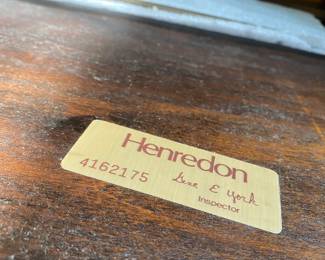 Henredon
4162175 Gene E York
Inspector